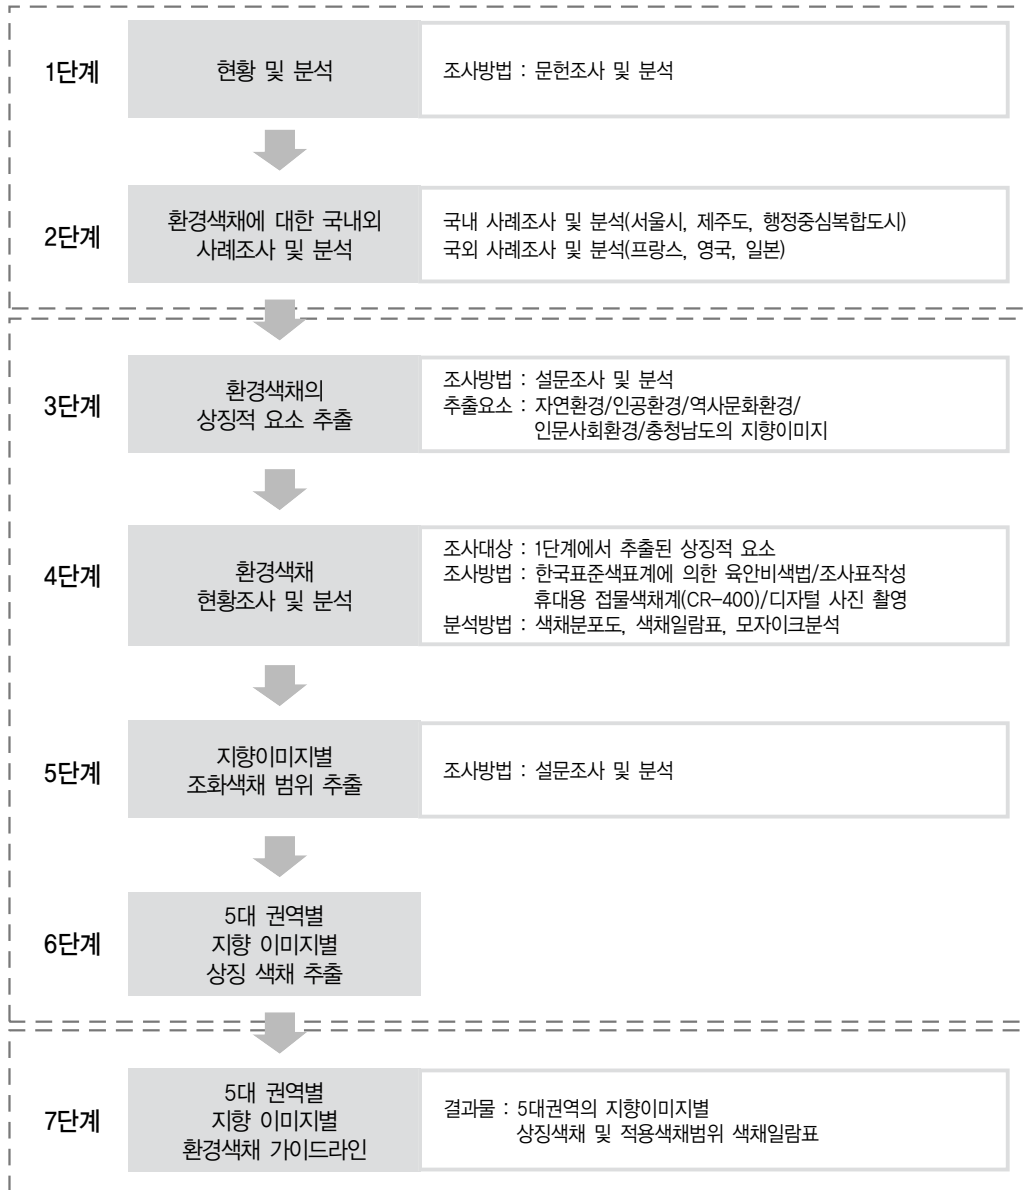 1단계
현황 및 분석
조사방법 : 문헌조사 및 분석
2단계
환경색채에 대한 국내외
사례조사 및 분석
국내 사례조사 및 분석(서울시, 제주도, 행정중심복합도시)
국외 사례조사 및 분석(프랑스, 영국, 일본)
3단계
환경색채의
상징적 요소 추출
조사방법 : 설문조사 및 분석
추출요소 : 자연환경/인공환경/역사문화환경/
인문사회환경/충청남도의 지향이미지
4단계
환경색채
현황조사 및 분석
조사대상 : 1단계에서 추출된 상징적 요소
조사방법 : 한국표준색표계에 의한 육안비색법/조사표작성
휴대용 접물색채계(CR-400)/디지털 사진 촬영
분석방법 : 색채분포도, 색채일람표, 모자이크분석
5단계
지향이미지별
조화색채 범위 추출
조사방법 : 설문조사 및 분석
6단계
5대 권역별
지향 이미지별
상징 색채 추출
7단계
5대 권역별
지향 이미지별
환경색채 가이드라인
결과물 : 5대권역의 지향이미지별
상징색채 및 적용색채범위 색채일람표